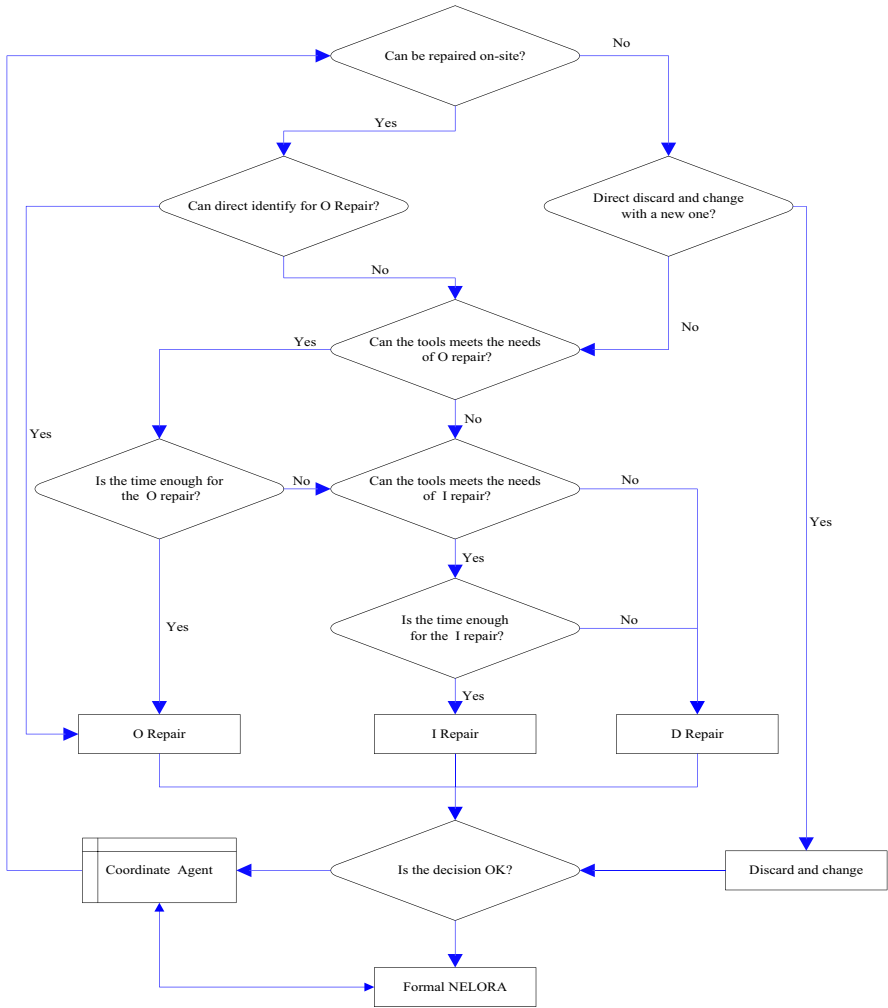 Can be repaired on-site?
No
Yes
Can direct identify for O Repair?
Direct discard and change
with a new one?
No
No
Can the tools meets the needs
of O repair?
Yes
Yes
No
Is the time enough for
the O repair?
No
Can the tools meets the needs
of I repair?
No
Yes
Yes
Is the time enough
for the I repair?
No
Yes
Yes
O Repair
I Repair
D Repair
Coordinate Agent
Is the decision OK?
Discard and change
Formal NELORA